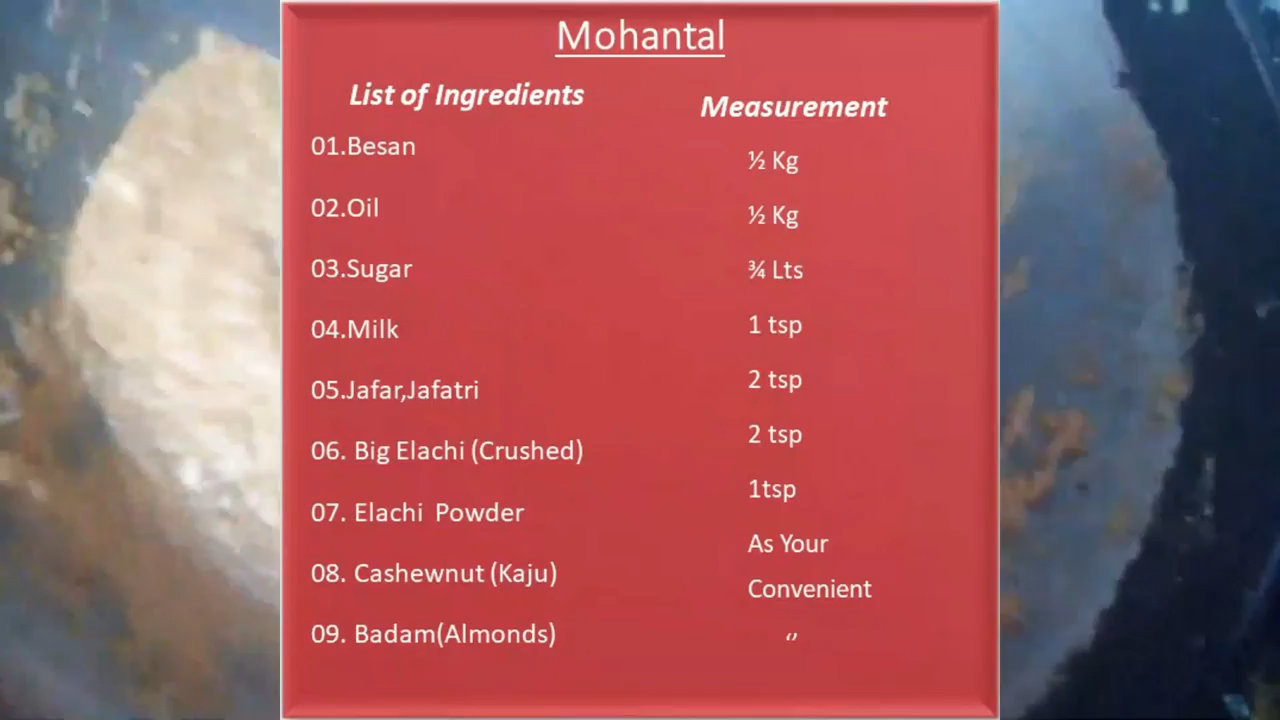 Mohantal
List of Ingredients
01.Besan
02.Oil
03.Sugar
04.Milk
05.Jafar,Jafatri
06. Big Elachi (Crushed)
07. Elachi Powder
08. Cashewnut (Kaju)
09. Badam(Almonds)
Measurement
½ Kg
½ Kg
¾ Lts
1 tsp
2 tsp
2 tsp
1tsp
As Your
Convenient
“